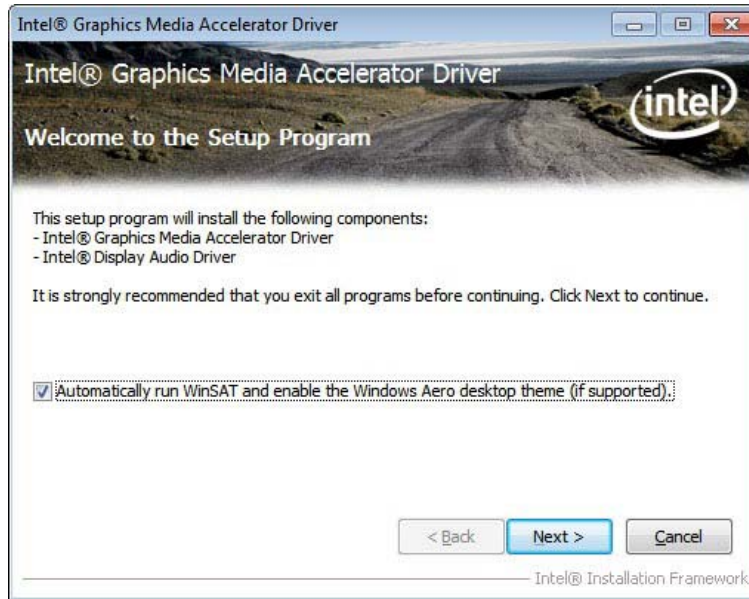 Intel® Graphics Media Accelerator Driver
Intel® Graphics Media Accelerator Driver
intel
Welcome to the Setup Program
This setup program will install the following components:
- Intel® Graphics Media Accelerator Driver
- Intel® Display Audio Driver
It is strongly recommended that you exit all programs before continuing. Click Next to continue.
Automatically run WinSAT and enable the Windows Aero desktop theme (if supported).
< Back Next > Cancel
Intel® Installation Framework